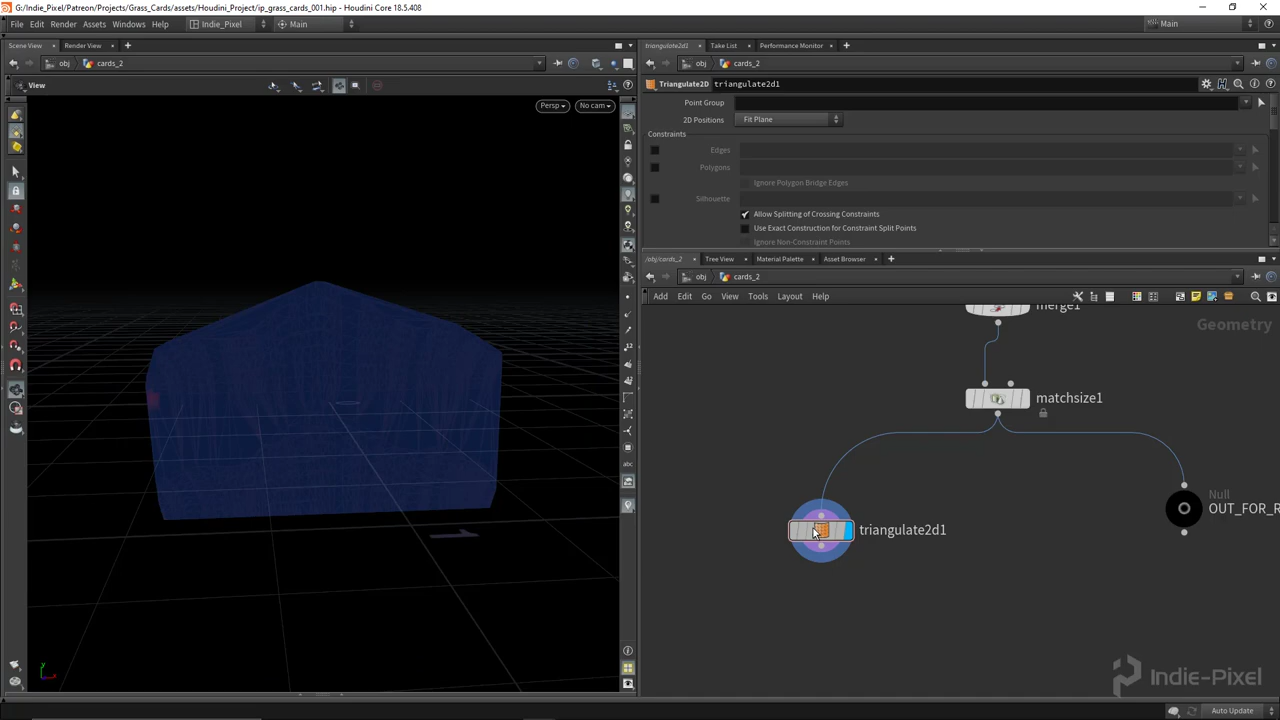 G:/Indie_Pixel/Patreon/Projects/Grass_Cards/assets/Houdini_Project/ip_grass_cards_001.hip - Houdini Core 18.5.408
File Edit Render Assets Windows Help Indie_Pixel Main Main
Scene View Render View
obj cards_2
View
Persp No cam
12
abc
triangulate2d1 Take List Performance Monitor
obj cards_2
Triangulate2D triangulate2d1
Point Group
2D Positions Fit Plane
Constraints
Edges
Polygons
Ignore Polygon Bridge Edges
Silhouette
Allow Splitting of Crossing Constraints
Use Exact Construction for Constraint Split Points
Ignore Non-Constraint Points
/obj/cards_2 Tree View Material Palette Asset Browser
obj cards_2
Add Edit Go View Tools Layout Help
merge1
Geometry
matchsize1
triangulate2d1
Null
OUT_FOR_R
y
Indie-Pixel
Auto Update